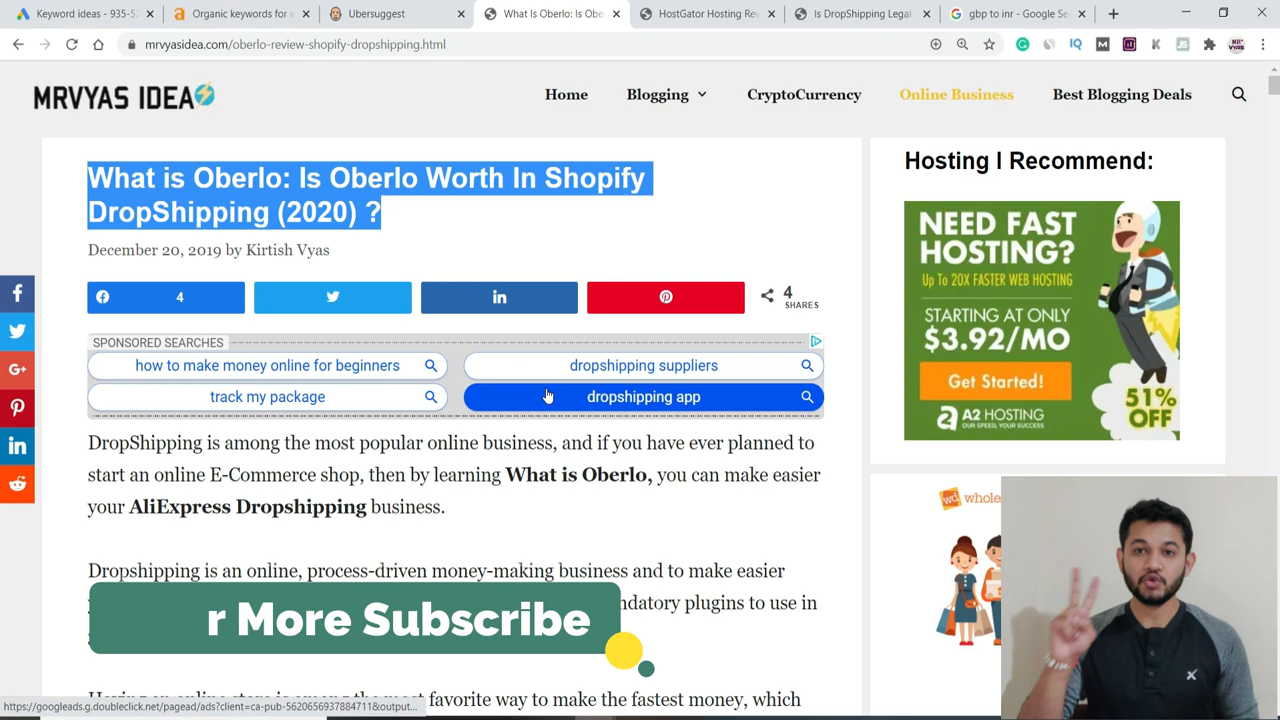 Keyword ideas - 935-5
Organic keywords for w
Ubersuggest
What Is Oberlo: Is Obe
HostGator Hosting Rev
Is DropShipping Legal
gbp to inr - Google Se
mrvyasidea.com/oberlo-review-shopify-dropshipping.html
MRVYAS IDEA
Home
Blogging
CryptoCurrency
Online Business
Best Blogging Deals
What is Oberlo: Is Oberlo Worth In Shopify
DropShipping (2020) ?
December 20, 2019 by Kirtish Vyas
4
4
SHARES
SPONSORED SEARCHES
how to make money online for beginners
dropshipping suppliers
track my package
dropshipping app
DropShipping is among the most popular online business, and if you have ever planned to
start an online E-Commerce shop, then by learning What is Oberlo, you can make easier
your AliExpress Dropshipping business.
Dropshipping is an online, process-driven money-making business and to make easier
ndatory plugins to use in
r More Subscribe
favorite way to make the fastest money, which
https://googleads.g.doubleclick.net/pagead/ads?client=ca-pub-5620656937884711&output...
Hosting I Recommend:
NEED FAST
HOSTING?
Up To 20X FASTER WEB HOSTING
STARTING AT ONLY
$3.92/MO
Get Started!
51%
OFF
A2 HOSTING
OUR SPEED, YOUR SUCCESS
wd whole